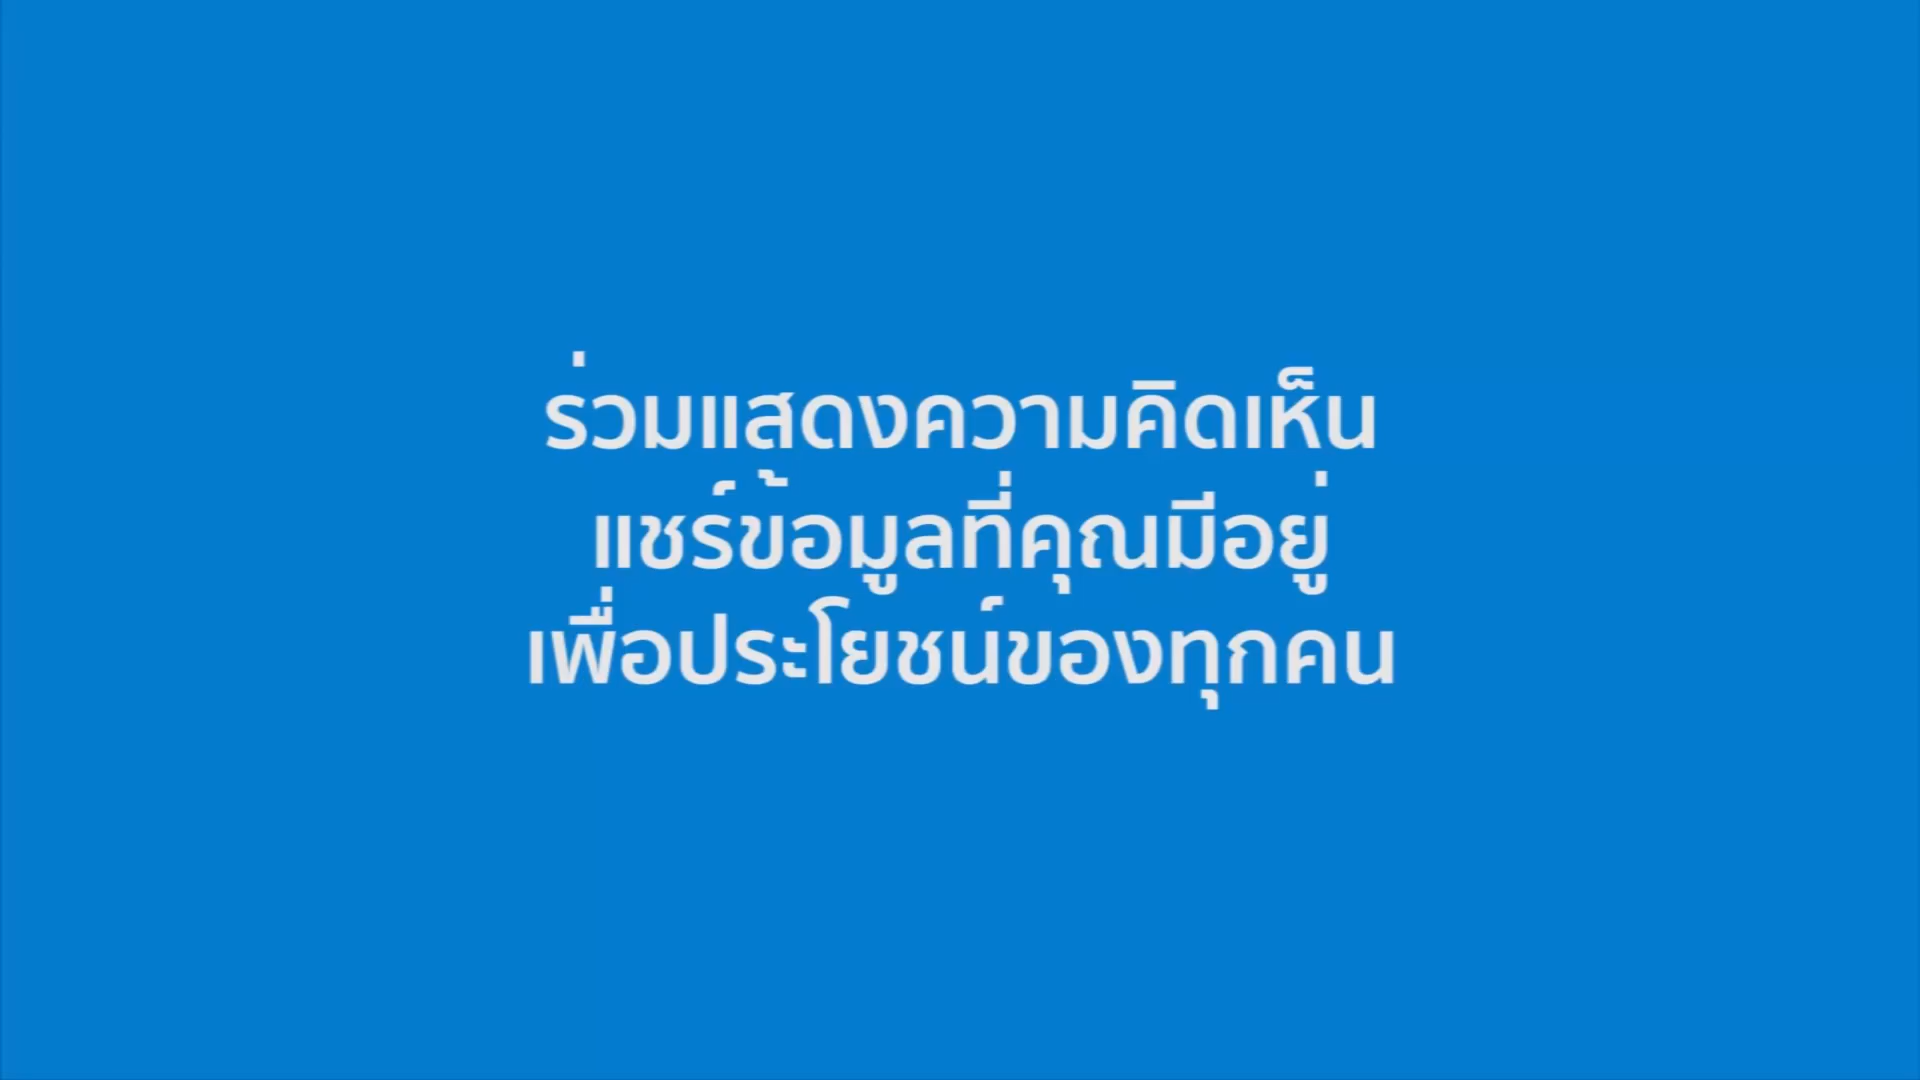 ร่วมแสดงความคิดเห็น
แชร์ข้อมูลที่คุณมีอยู่
เพื่อประโยชน์ของทุกคน